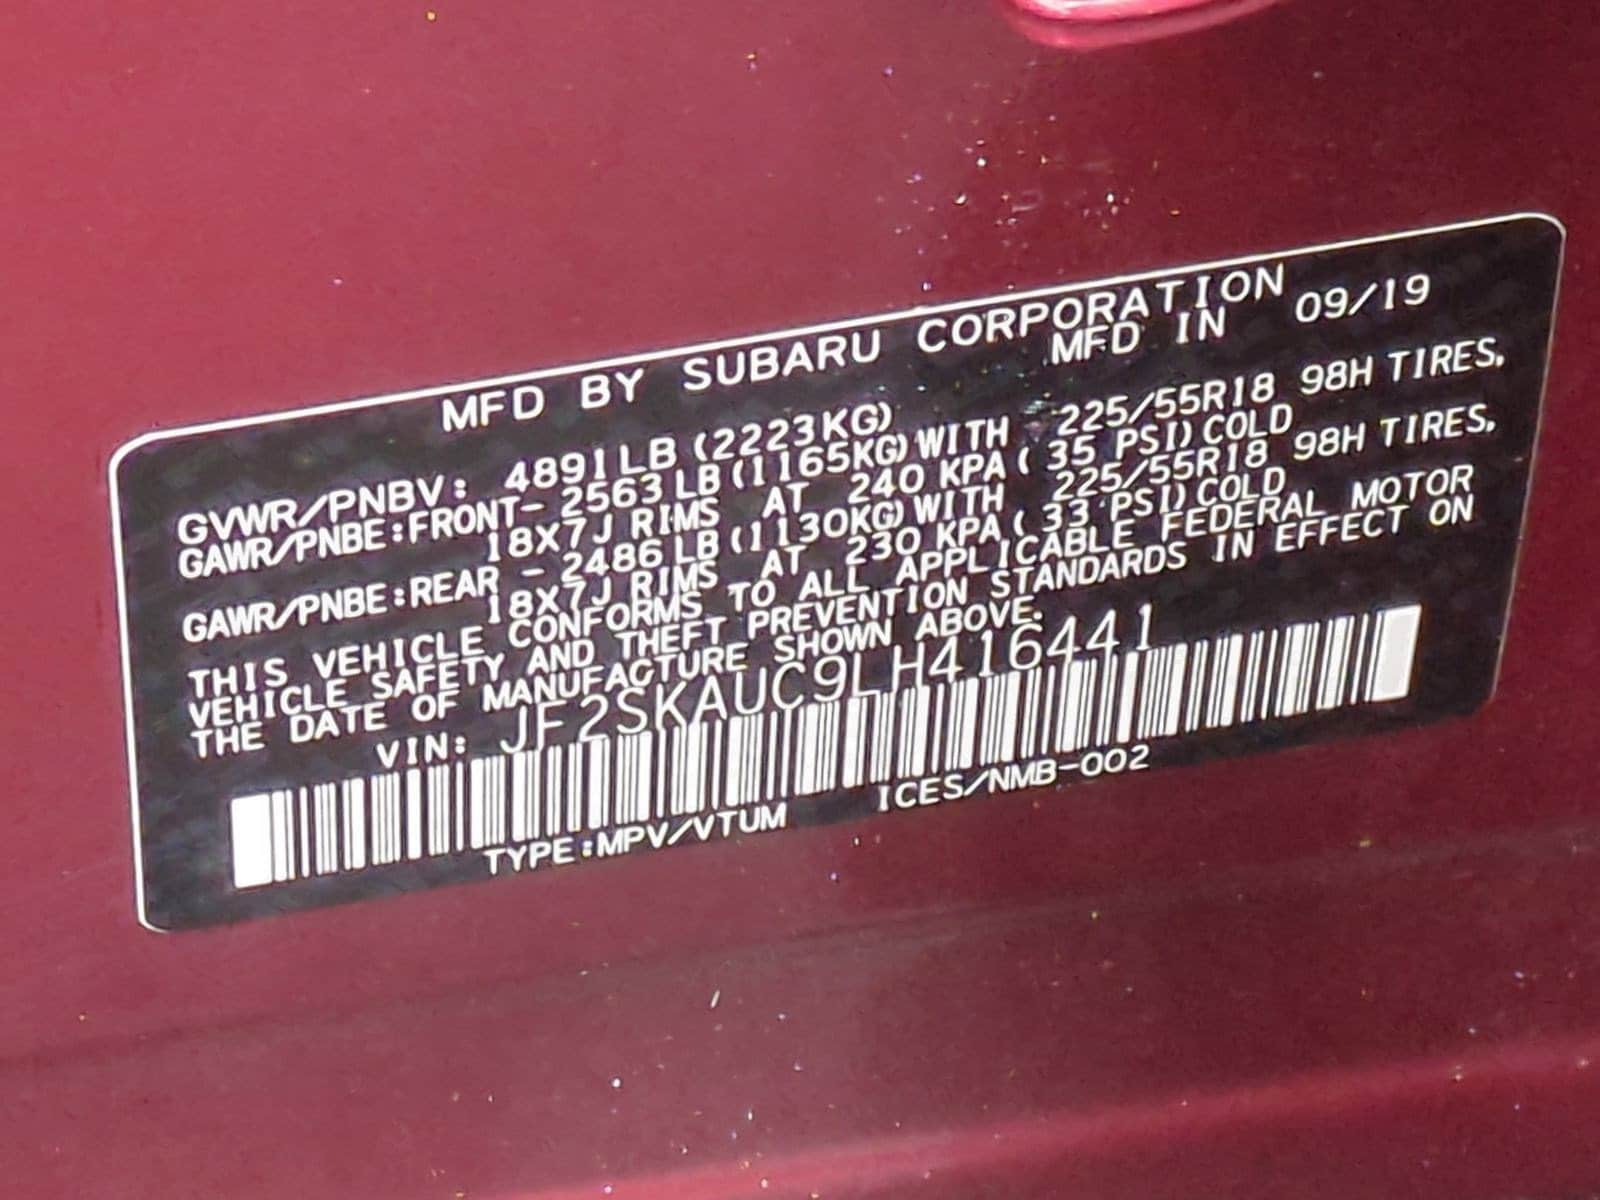 MFD BY SUBARU CORPORATION
MFD IN 09/19
GVWR/PNBV: 4891LB (2223KG)
GAWR/PNBE:FRONT- 2563LB (1165KG) WITH 225/55R18 98H TIRES,
18X7J RIMS AT 240 KPA ( 35 PSI) COLD
GAWR/PNBE:REAR - 2486LB (1130KG) WITH 225/55R18 98H TIRES,
18X7J RIMS AT 230 KPA ( 33 PSI) COLD
THIS VEHICLE CONFORMS TO ALL APPLICABLE FEDERAL MOTOR
VEHICLE SAFETY AND THEFT PREVENTION STANDARDS IN EFFECT ON
THE DATE OF MANUFACTURE SHOWN ABOVE.
VIN: JF2SKAUC9LH416441
TYPE:MPV/VTUM ICES/NMB-002